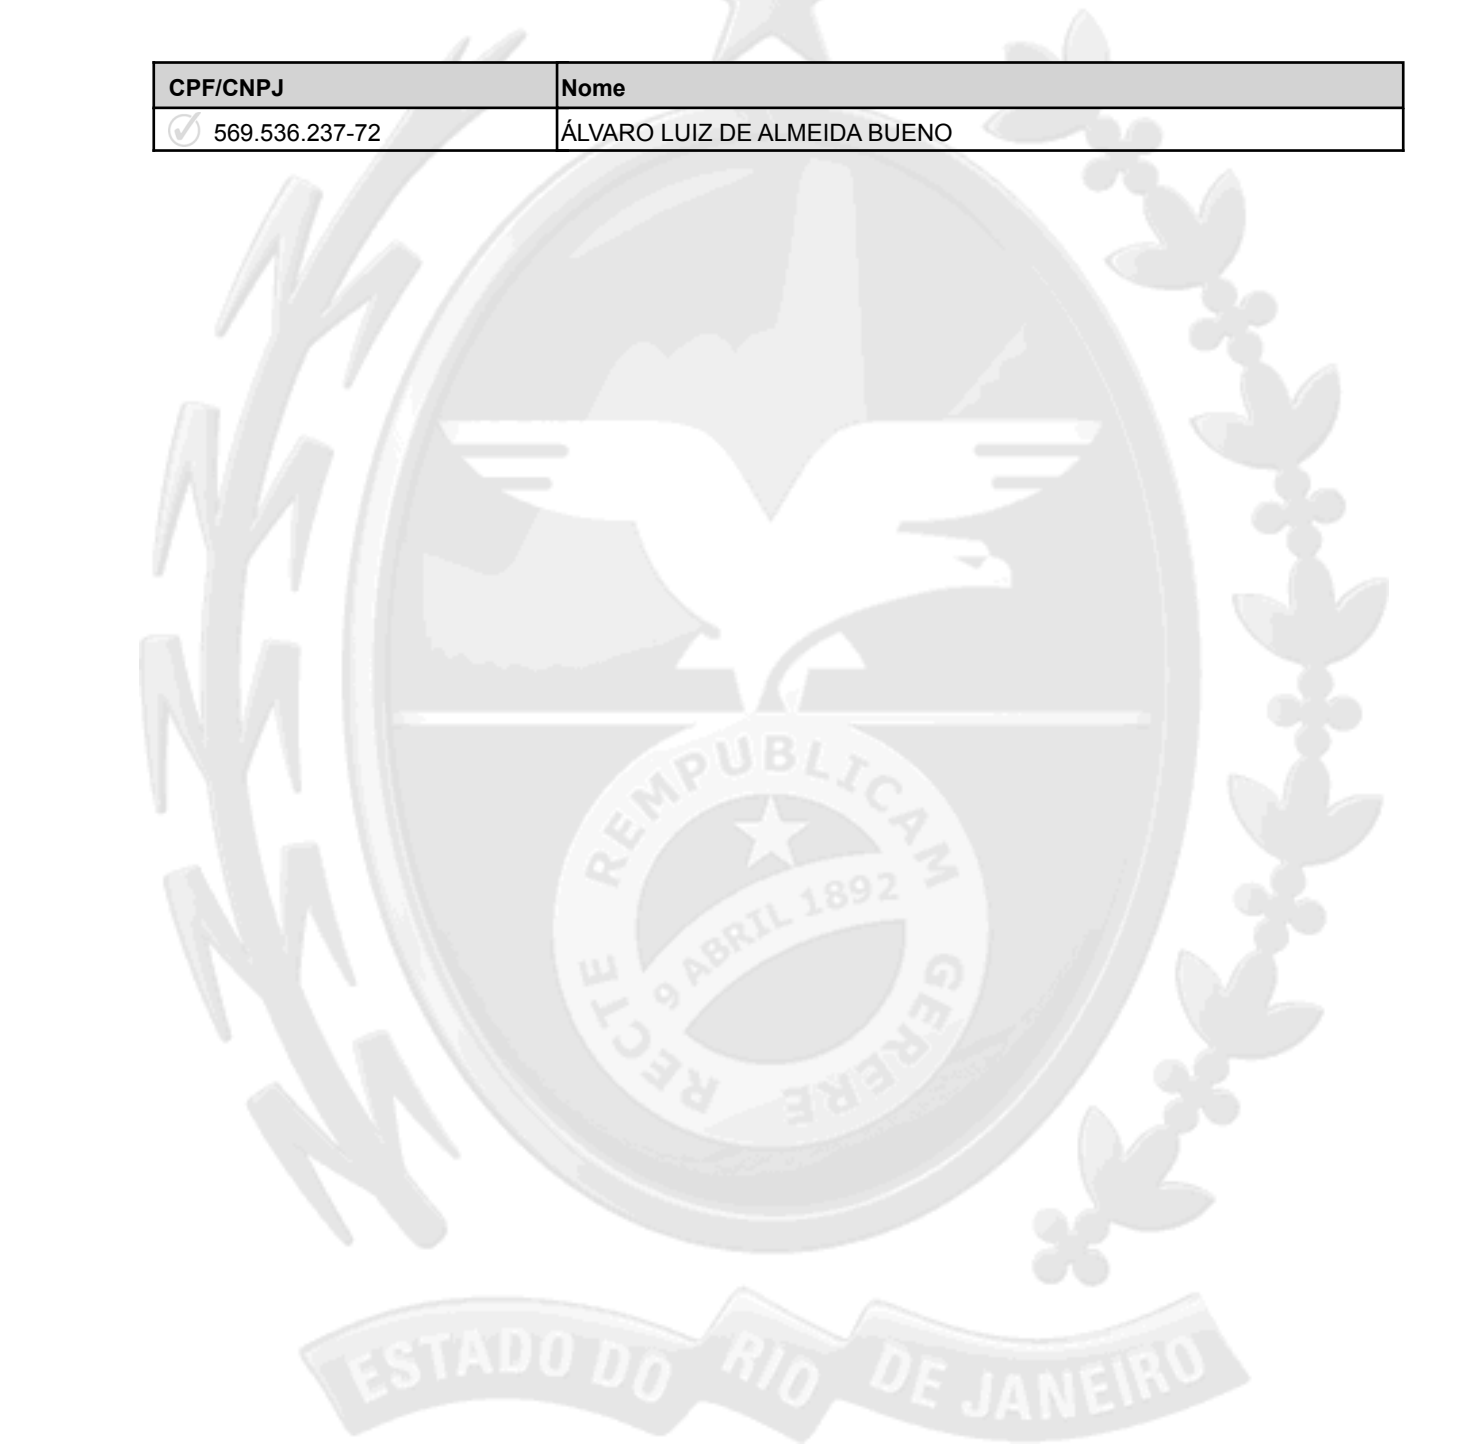 CPF/CNPJ Nome
569.536.237-72 ÁLVARO LUIZ DE ALMEIDA BUENO
REMPUBLICAM
9 ABRIL 1892
RECTE GERERE
ESTADO DO RIO DE JANEIRO